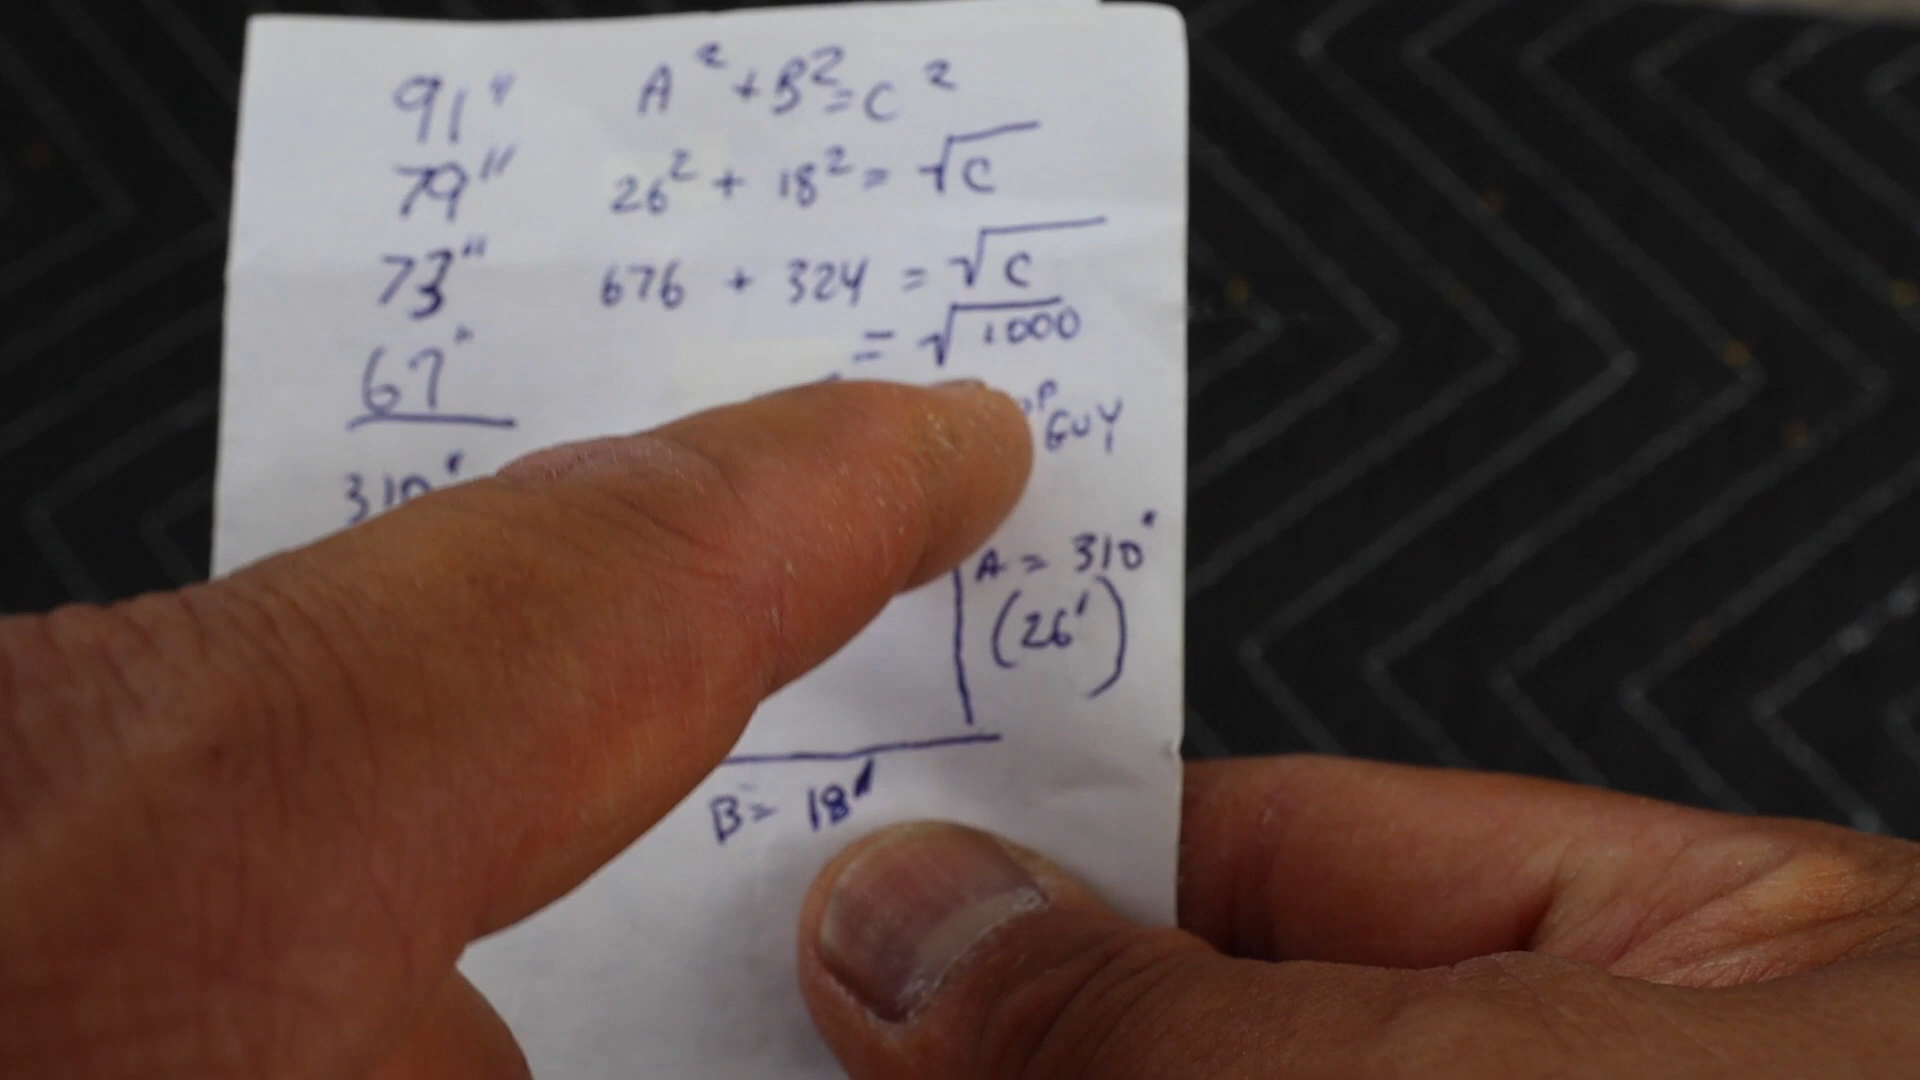 91"
79"
73"
67"
310"
A² + B² = C²
26² + 18² = √C
676 + 324 = √C
= √1000
GUY
A = 310"
(26')
B = 18'